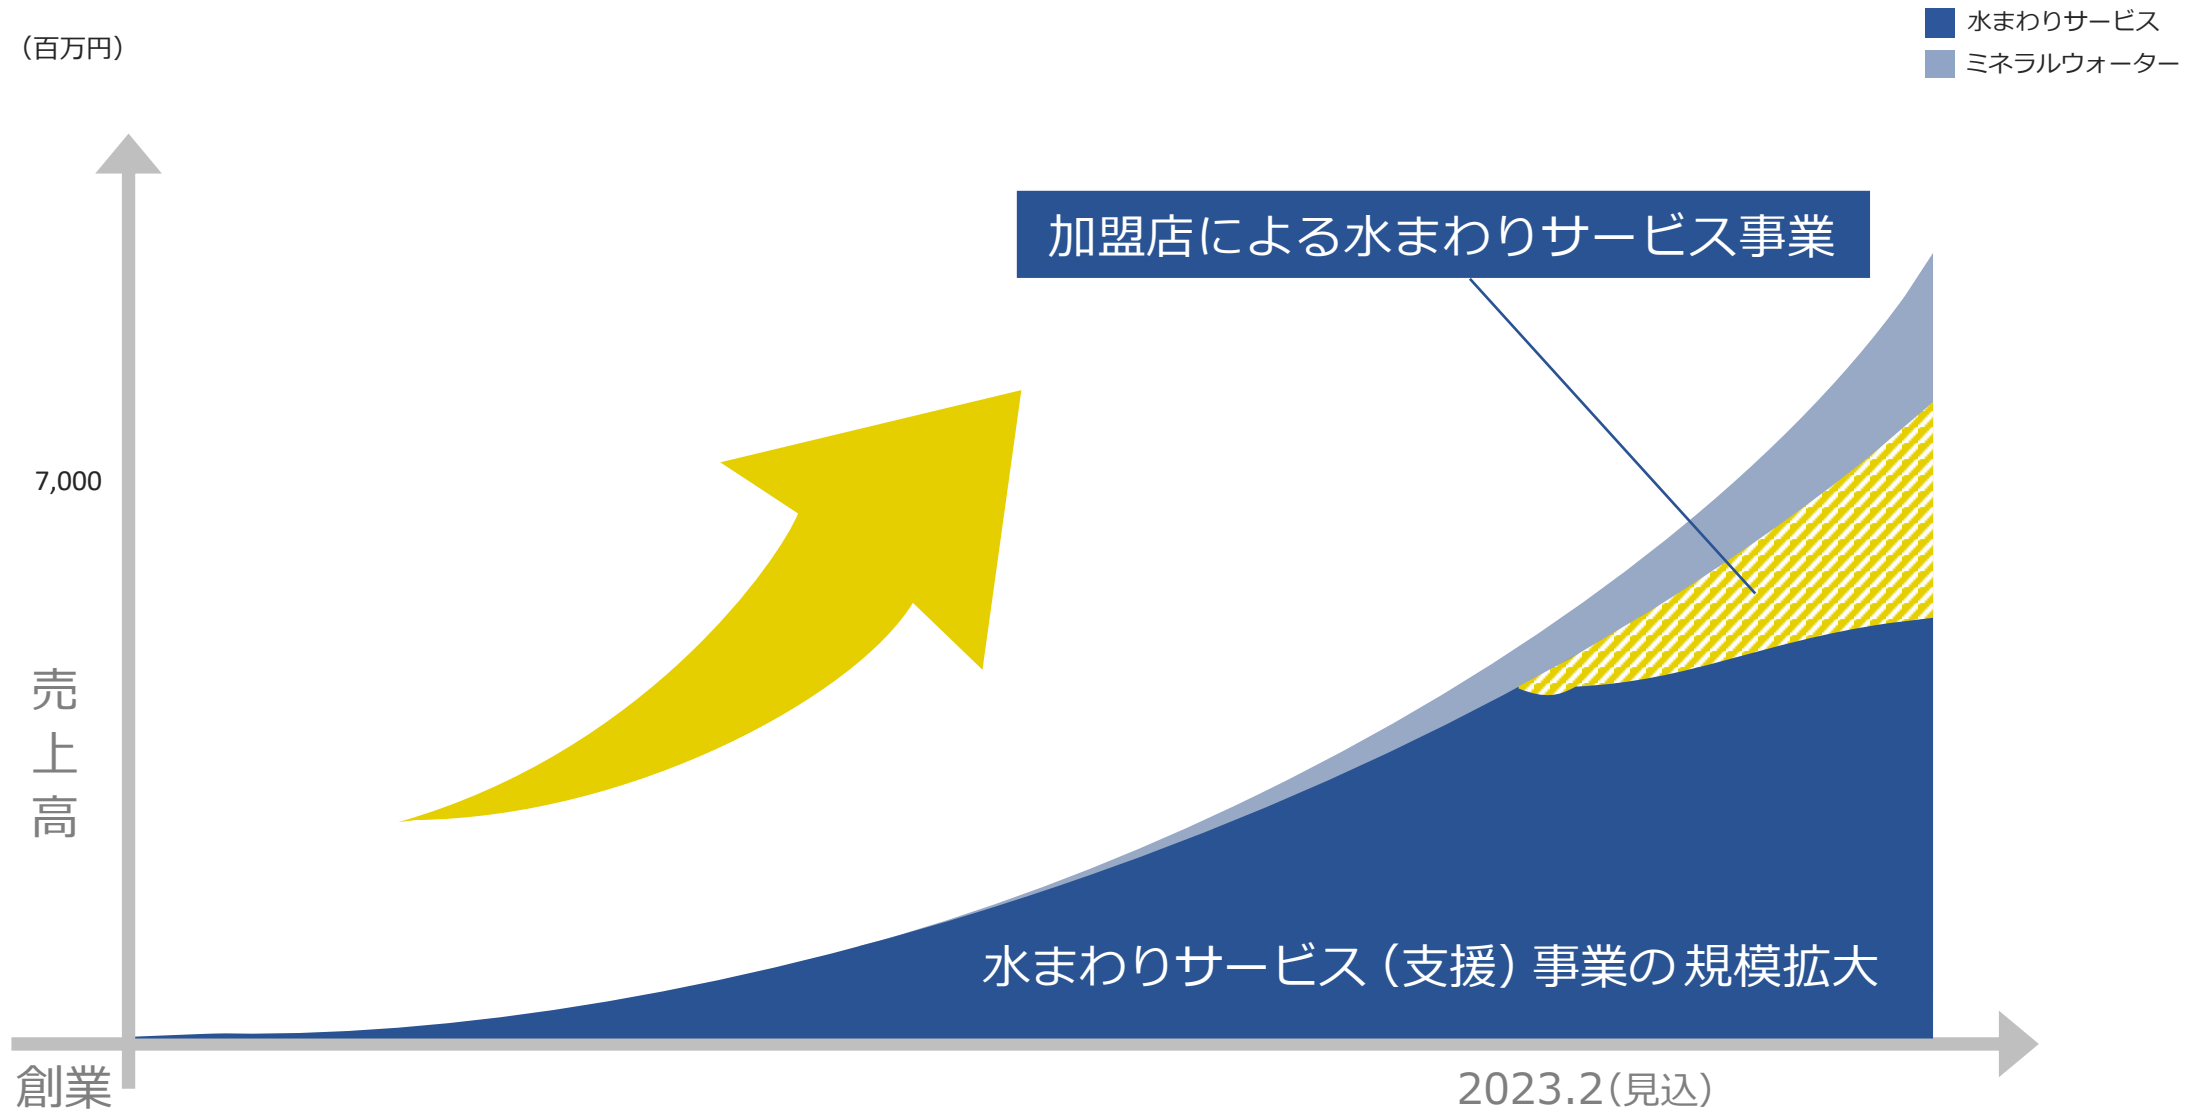 水まわりサービス
（百万円）
ミネラルウォーター
加盟店による水まわりサービス事業
7,000
売上高
水まわりサービス（支援）事業の規模拡大
創業
2023.2（見込）